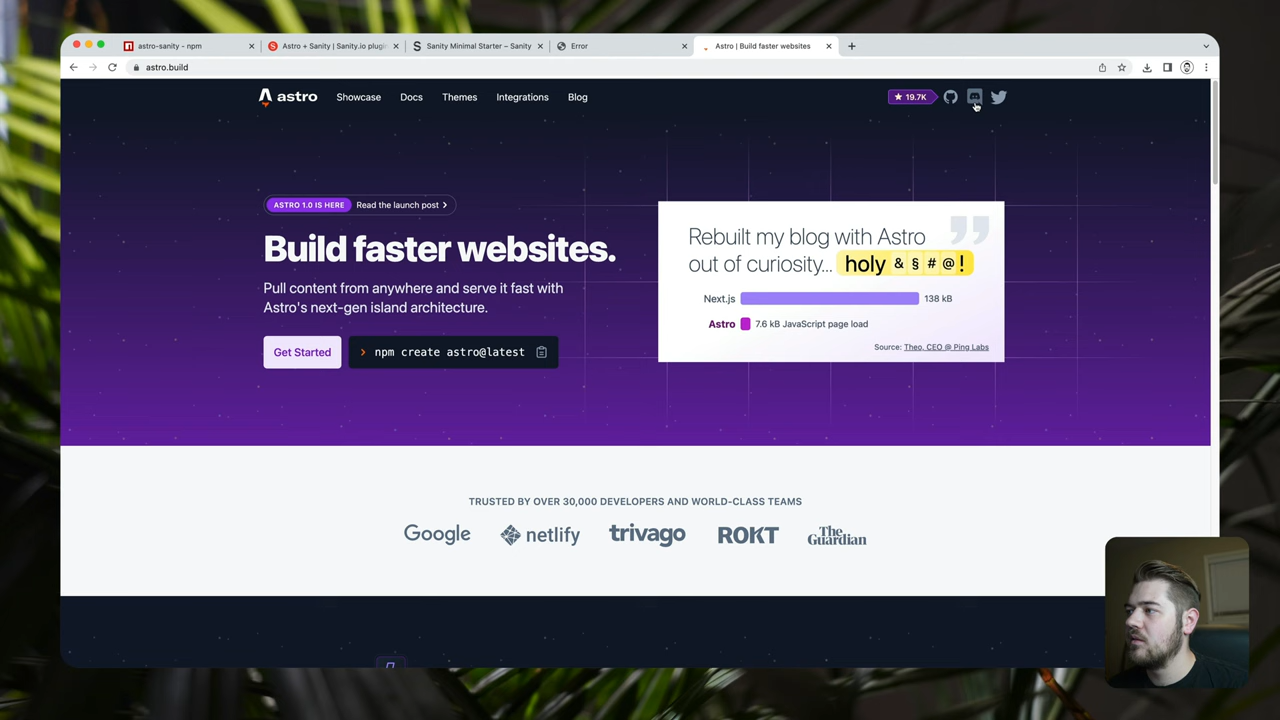 astro-sanity - npm
Astro + Sanity | Sanity.io plugin
Sanity Minimal Starter – Sanity
Error
Astro | Build faster websites
astro.build
astro
Showcase
Docs
Themes
Integrations
Blog
★ 19.7K
ASTRO 1.0 IS HERE Read the launch post >
Build faster websites.
Pull content from anywhere and serve it fast with
Astro's next-gen island architecture.
Get Started
> npm create astro@latest
Rebuilt my blog with Astro
out of curiosity... holy & § # @ !
Next.js 138 kB
Astro 7.6 kB JavaScript page load
Source: Theo, CEO @ Ping Labs
TRUSTED BY OVER 30,000 DEVELOPERS AND WORLD-CLASS TEAMS
Google
netlify
trivago
ROKT
The
Guardian